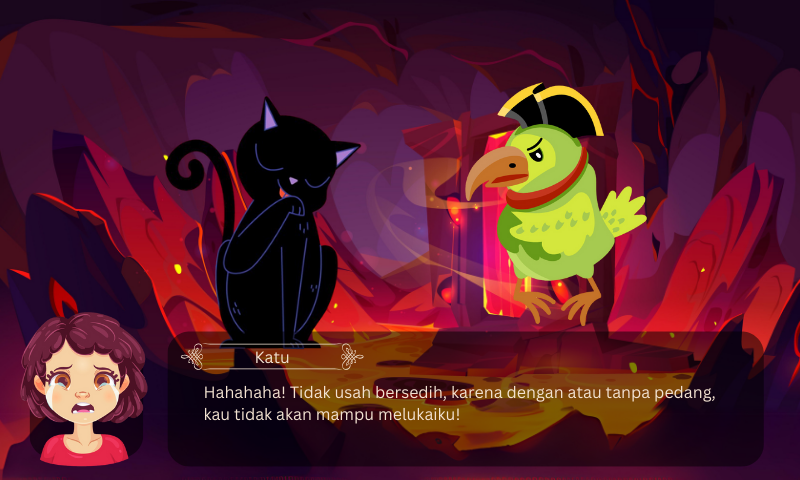 Katu
Hahahaha! Tidak usah bersedih, karena dengan atau tanpa pedang,
kau tidak akan mampu melukaiku!